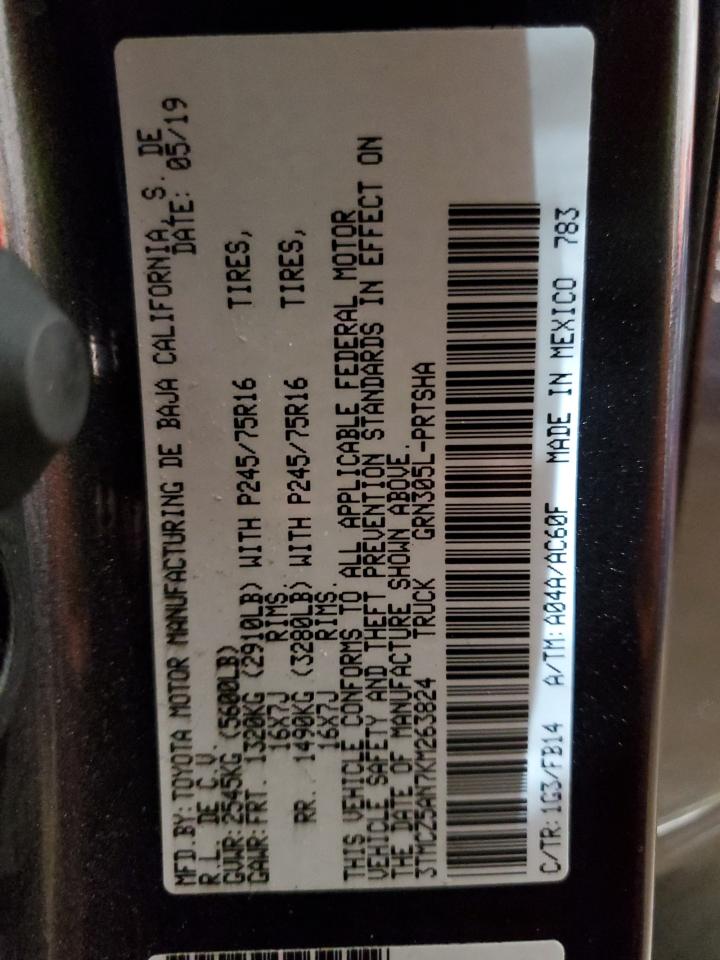 MFD.BY:TOYOTA MOTOR MANUFACTURING DE BAJA CALIFORNIA, S. DE
R.L. DE C.V. DATE: 05/19
GVWR:2545KG (5600LB)
GAWR:FRT. 1320KG (2910LB) WITH P245/75R16 TIRES,
16X7J RIMS.
RR. 1490KG (3280LB) WITH P245/75R16 TIRES,
16X7J RIMS.
THIS VEHICLE CONFORMS TO ALL APPLICABLE FEDERAL MOTOR
VEHICLE SAFETY AND THEFT PREVENTION STANDARDS IN EFFECT ON
THE DATE OF MANUFACTURE SHOWN ABOVE.
3TMCZ5AN7KM263824 TRUCK GRN305L-PRTSHA
C/TR:1G3/FB14 A/TM:A04A/AC60F MADE IN MEXICO 783